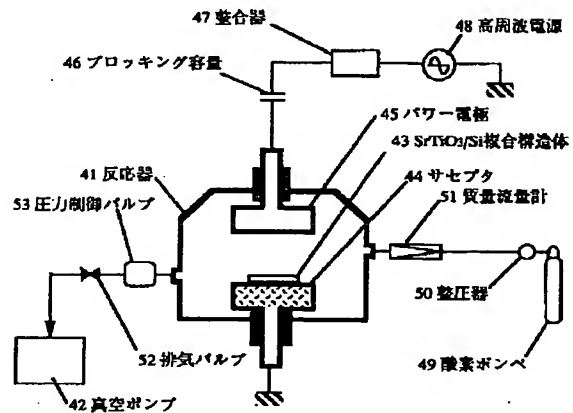 47 整合器
48 高周波電源
46 ブロッキング容量
45 パワー電極
43 SrTiO₃/Si複合構造体
41 反応器
44 サセプタ
53 圧力制御バルブ
51 質量流量計
50 整圧器
52 排気バルブ
49 酸素ボンベ
42 真空ポンプ